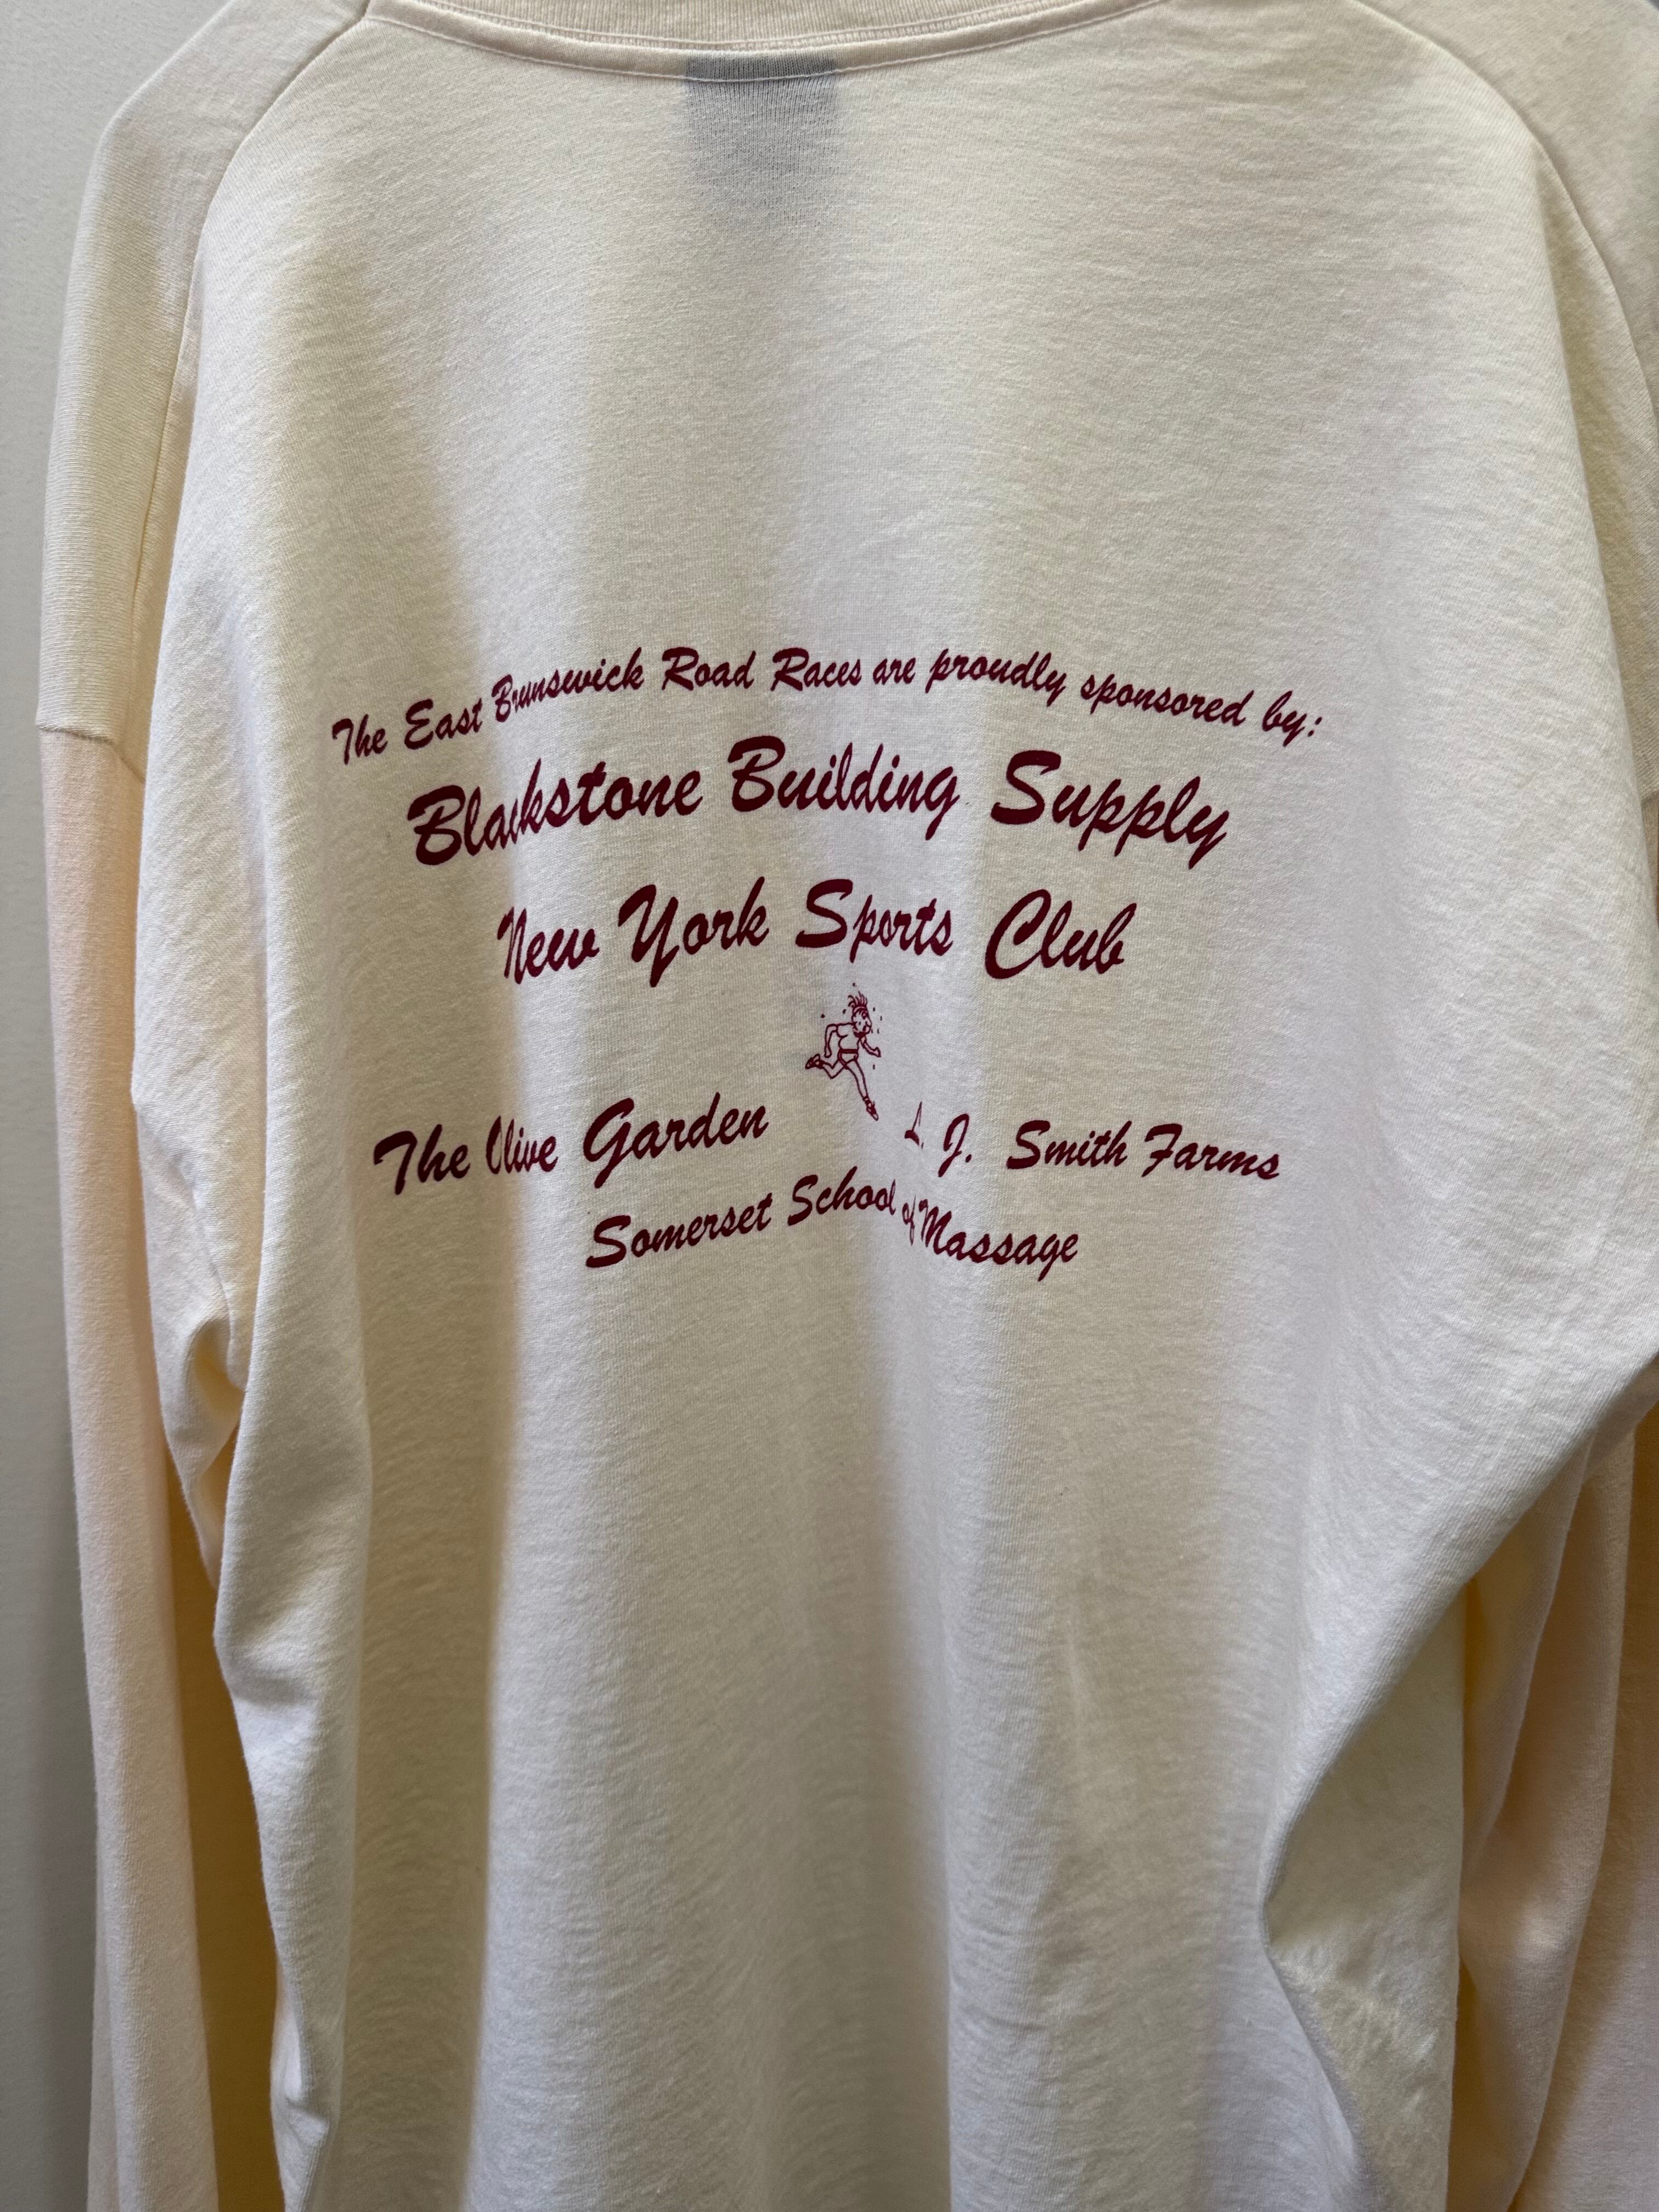 The East Brunswick Road Races are proudly sponsored by:
Blackstone Building Supply
New York Sports Club
The Olive Garden
L. J. Smith Farms
Somerset School of Massage